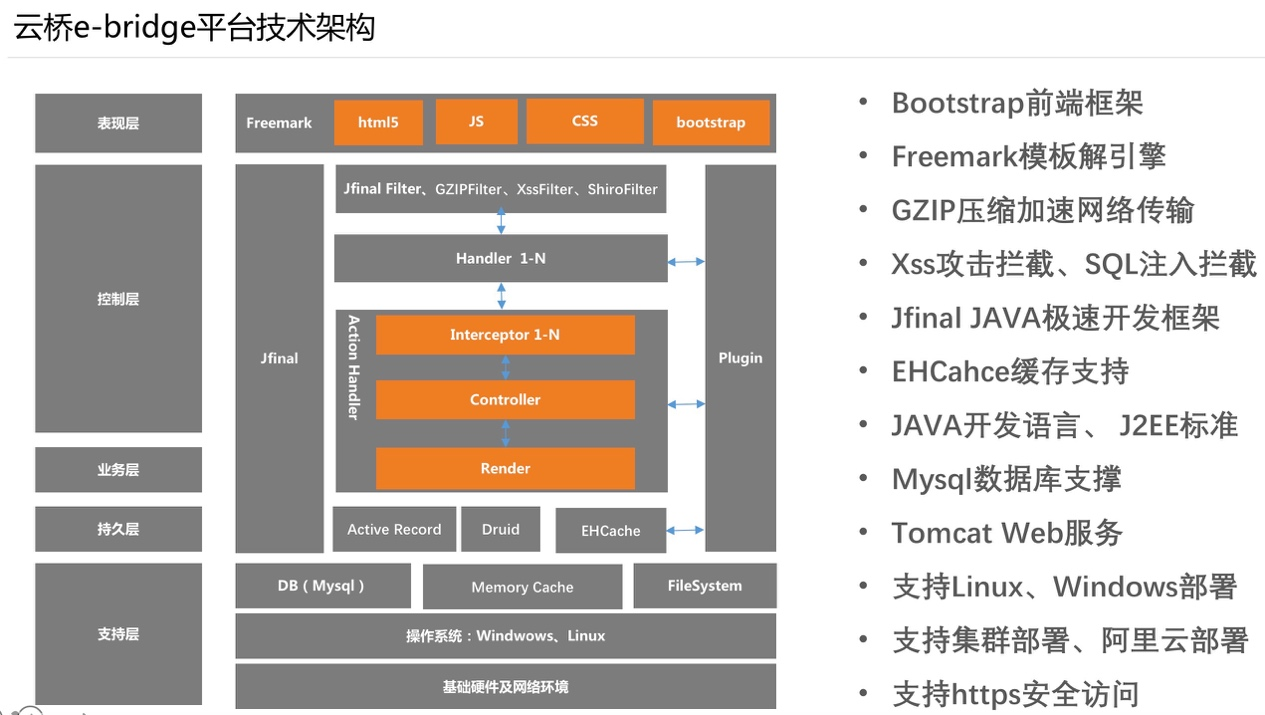 云桥e-bridge平台技术架构
表现层
Freemark
html5
JS
CSS
bootstrap
控制层
Jfinal
Jfinal Filter、GZIPFilter、XssFilter、ShiroFilter
Handler 1-N
Action Handler
Interceptor 1-N
Controller
Render
Plugin
业务层
持久层
Active Record
Druid
EHCache
支持层
DB ( Mysql )
Memory Cache
FileSystem
操作系统：Windwows、Linux
基础硬件及网络环境
• Bootstrap前端框架
• Freemark模板解引擎
• GZIP压缩加速网络传输
• Xss攻击拦截、SQL注入拦截
• Jfinal JAVA极速开发框架
• EHCahce缓存支持
• JAVA开发语言、 J2EE标准
• Mysql数据库支撑
• Tomcat Web服务
• 支持Linux、Windows部署
• 支持集群部署、阿里云部署
• 支持https安全访问